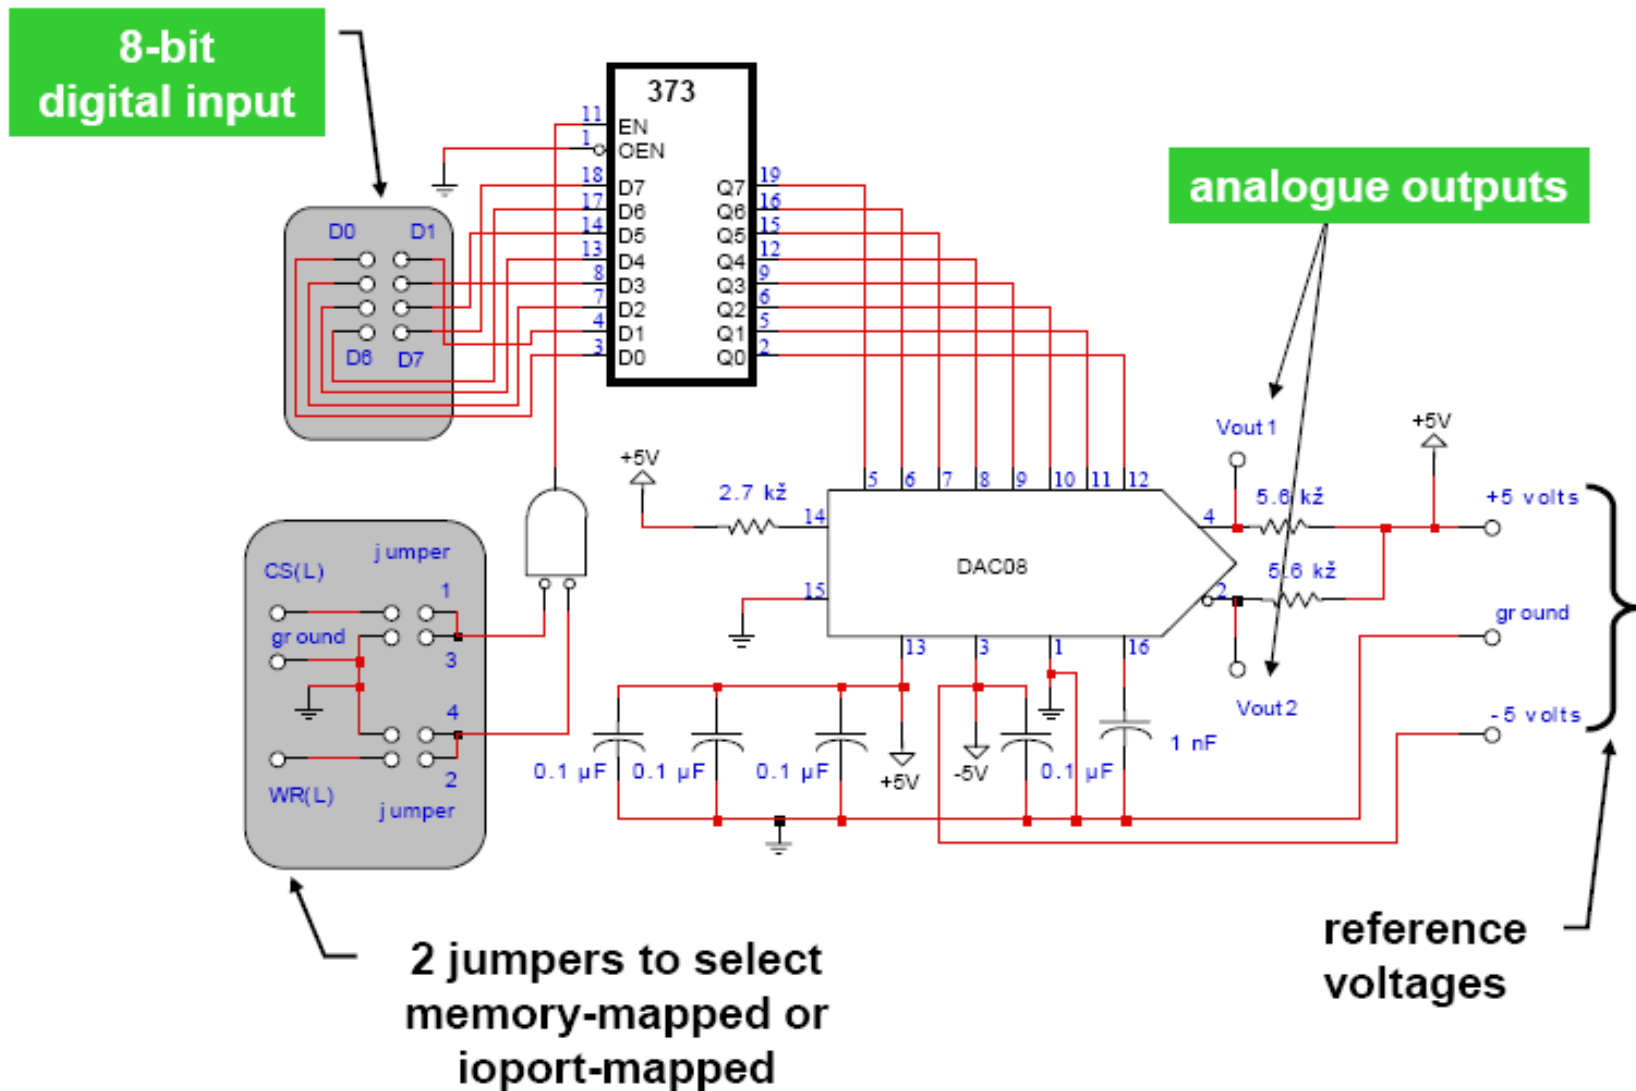 8-bit
digital input
373
11
EN
1
OEN
18
D7
Q7
19
17
D6
Q6
16
14
D5
Q5
15
13
D4
Q4
12
8
D3
Q3
9
7
D2
Q2
6
4
D1
Q1
5
3
D0
Q0
2
D0
D1
D6
D7
analogue outputs
+5V
2.7 kž
14
15
5
6
7
8
9
10
11
12
DAC08
4
2
13
3
1
16
Vout1
5.6 kž
5.6 kž
Vout2
+5V
+5 volts
ground
-5 volts
jumper
CS(L)
1
ground
3
4
2
WR(L)
jumper
0.1 µF
0.1 µF
0.1 µF
+5V
-5V
0.1 µF
1 nF
2 jumpers to select
memory-mapped or
ioport-mapped
reference
voltages